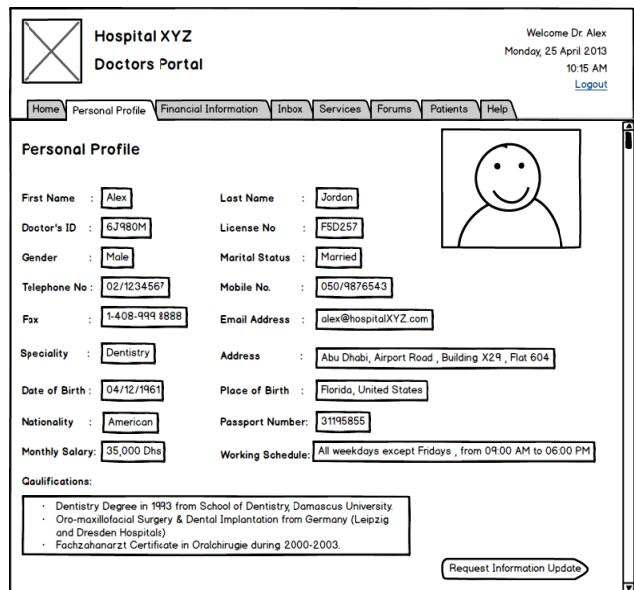 Hospital XYZ
Doctors Portal
Welcome Dr. Alex
Monday, 25 April 2013
10:15 AM
Logout
Home Personal Profile Financial Information Inbox Services Forums Patients Help
Personal Profile
First Name : Alex Last Name : Jordan
Doctor's ID : 6J980M License No : F5D257
Gender : Male Marital Status : Married
Telephone No : 02/1234567 Mobile No. : 050/9876543
Fax : 1-408-999 8888 Email Address : alex@hospitalXYZ.com
Speciality : Dentistry Address : Abu Dhabi, Airport Road , Building X29 , Flat 604
Date of Birth : 04/12/1961 Place of Birth : Florida, United States
Nationality : American Passport Number: 31195855
Monthly Salary: 35,000 Dhs Working Schedule: All weekdays except Fridays , from 09:00 AM to 06:00 PM
Qaulifications:
· Dentistry Degree in 1993 from School of Dentistry, Damascus University.
· Oro-maxillofacial Surgery & Dental Implantation from Germany (Leipzig
and Dresden Hospitals)
· Fachzahanarzt Certificate in Oralchirugie during 2000-2003.
Request Information Update